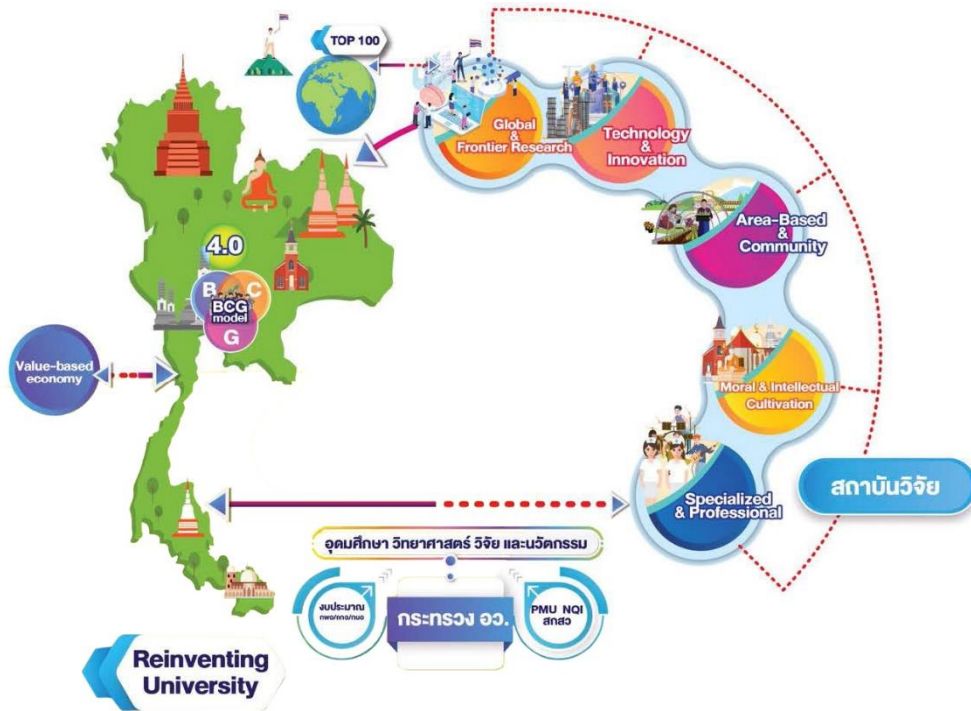 TOP 100
Global
&
Frontier Research
Technology
&
Innovation
Area-Based
&
Community
4.0
B C
BCG
model
G
Value-based
economy
Moral & Intellectual
Cultivation
Specialized
& Professional
สถาบันวิจัย
อุดมศึกษา วิทยาศาสตร์ วิจัย และนวัตกรรม
งบประมาณ
กระทรวง อว.
PMU NQI
สกสว
Reinventing
University